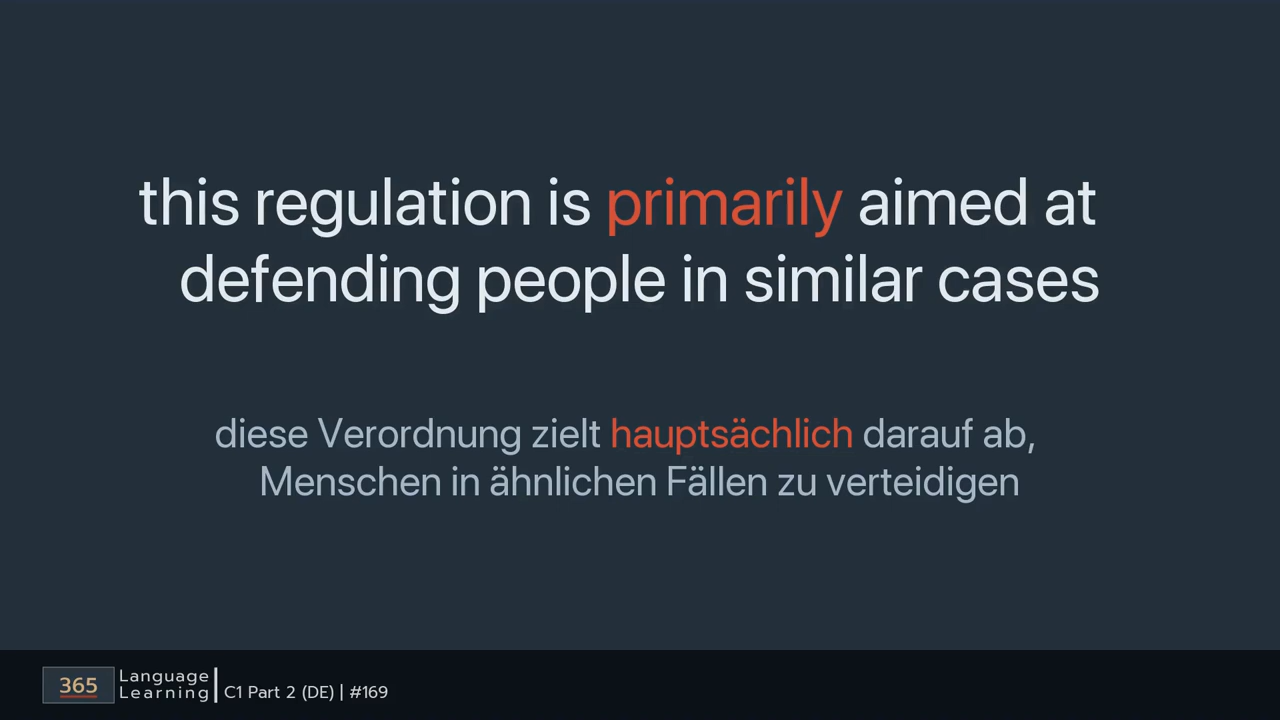 this regulation is primarily aimed at
defending people in similar cases
diese Verordnung zielt hauptsächlich darauf ab,
Menschen in ähnlichen Fällen zu verteidigen
365 Language
Learning
C1 Part 2 (DE) | #169